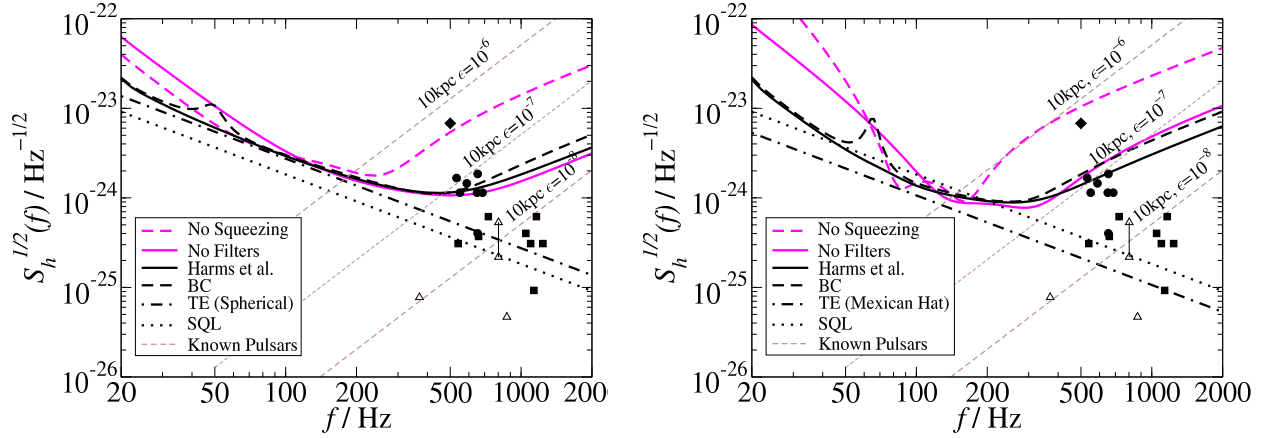 10^-22
10^-23
10^-24
10^-25
10^-26
S_h^1/2(f) / Hz^-1/2
10kpc ϵ=10^-6
10kpc ϵ=10^-7
10kpc ϵ=10^-8
No Squeezing
No Filters
Harms et al.
BC
TE (Spherical)
SQL
Known Pulsars
20 50 100 200 500 1000 2000
f / Hz
10^-22
10^-23
10^-24
10^-25
10^-26
S_h^1/2(f) / Hz^-1/2
10kpc, ϵ=10^-6
10kpc, ϵ=10^-7
10kpc, ϵ=10^-8
No Squeezing
No Filters
Harms et al.
BC
TE (Mexican Hat)
SQL
Known Pulsars
20 50 100 200 500 1000 2000
f / Hz